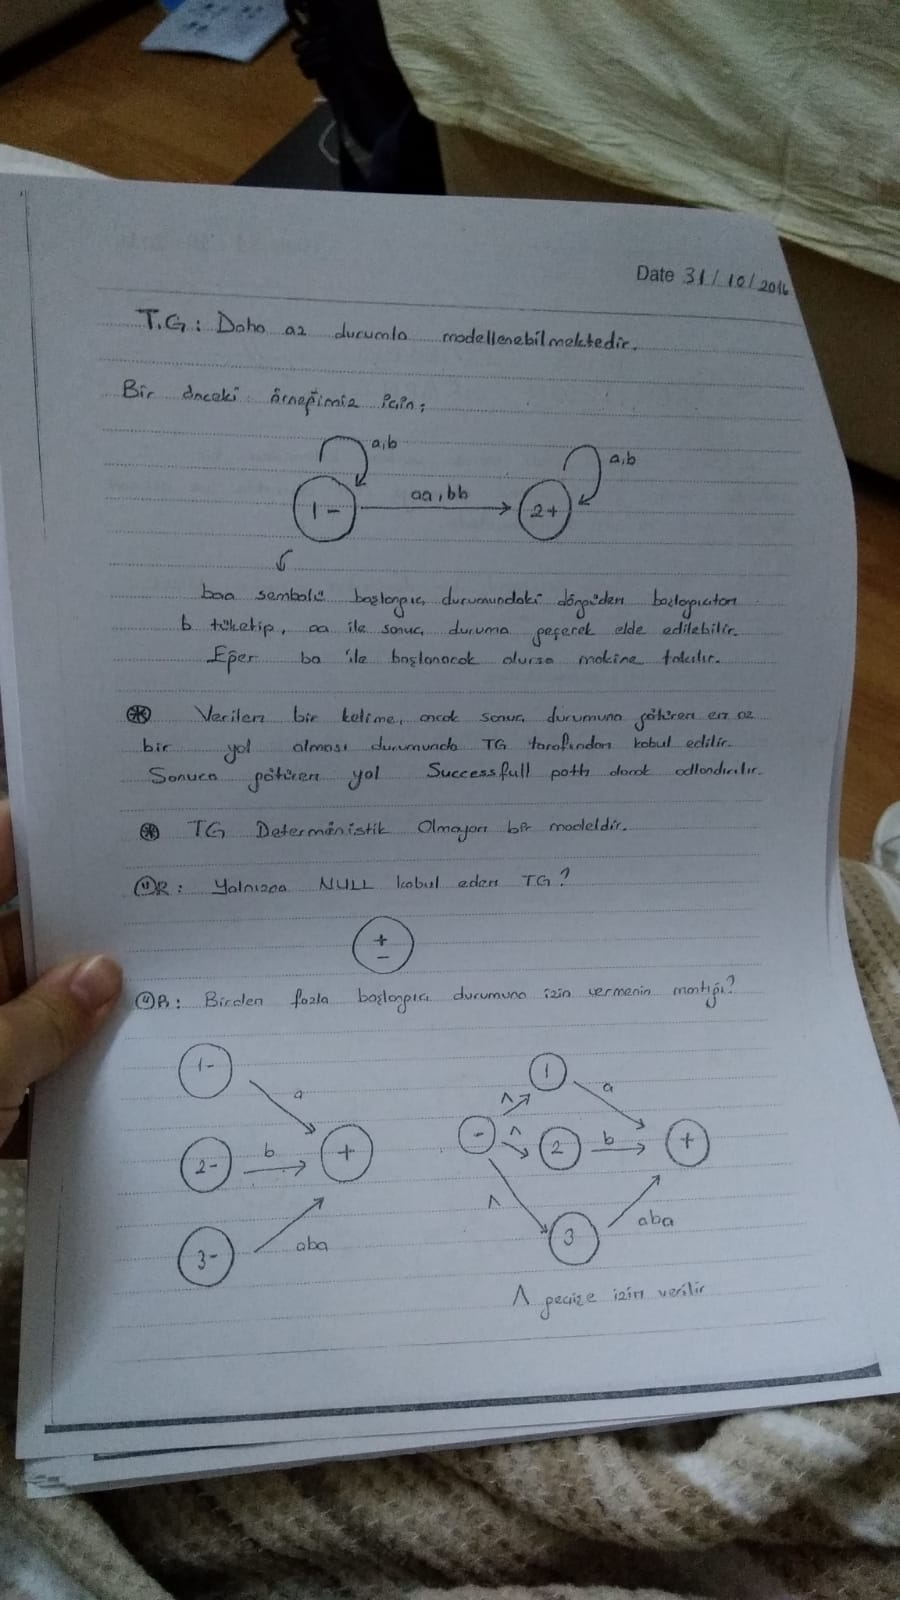 Date 31/10/2016
T.G: Daha az durumla modellenebilmektedir.
Bir önceki örneğimiz için;
a,b
a,b
1-
aa,bb
2+
baa sembolü başlangıç durumundaki döngüden başlangıçtan
b tüketip, aa ile sonuç duruma geçerek elde edilebilir.
Eğer ba 'ile başlanacak olursa makine takılır.
* Verilen bir kelime, ancak sonuç durumuna götüren en az
bir yol olması durumunda TG tarafından kabul edilir.
Sonuca götüren yol Successfull path olarak adlandırılır.
* TG Deterministik Olmayan bir modeldir.
ÖR: Yalnızca NULL kabul eden TG?
+
-
ÖR: Birden fazla başlangıç durumuna izin vermenin mantığı?
1-
a
2-
b
+
3-
aba
1
Λ
a
-
Λ
2
b
+
Λ
3
aba
Λ geçişe izin verilir